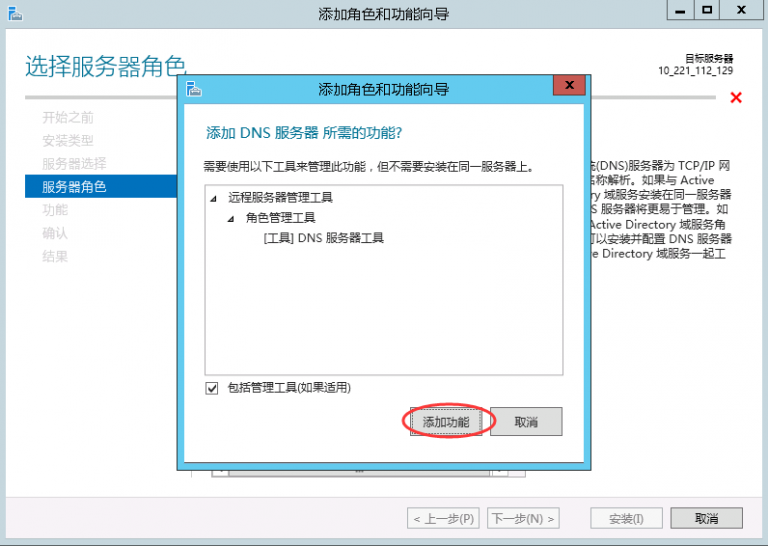 添加角色和功能向导
选择服务器角色
目标服务器
10_221_112_129
开始之前
安装类型
服务器选择
服务器角色
功能
确认
结果
添加角色和功能向导
添加 DNS 服务器 所需的功能?
需要使用以下工具来管理此功能，但不需要安装在同一服务器上。
远程服务器管理工具
角色管理工具
[工具] DNS 服务器工具
包括管理工具(如果适用)
添加功能
取消
(DNS)服务器为 TCP/IP 网
名称解析。如果与 Active
域服务安装在同一服务器
服务器将更易于管理。如
Active Directory 域服务角
可以安装并配置 DNS 服务器
Directory 域服务一起工
< 上一步(P)
下一步(N) >
安装(I)
取消